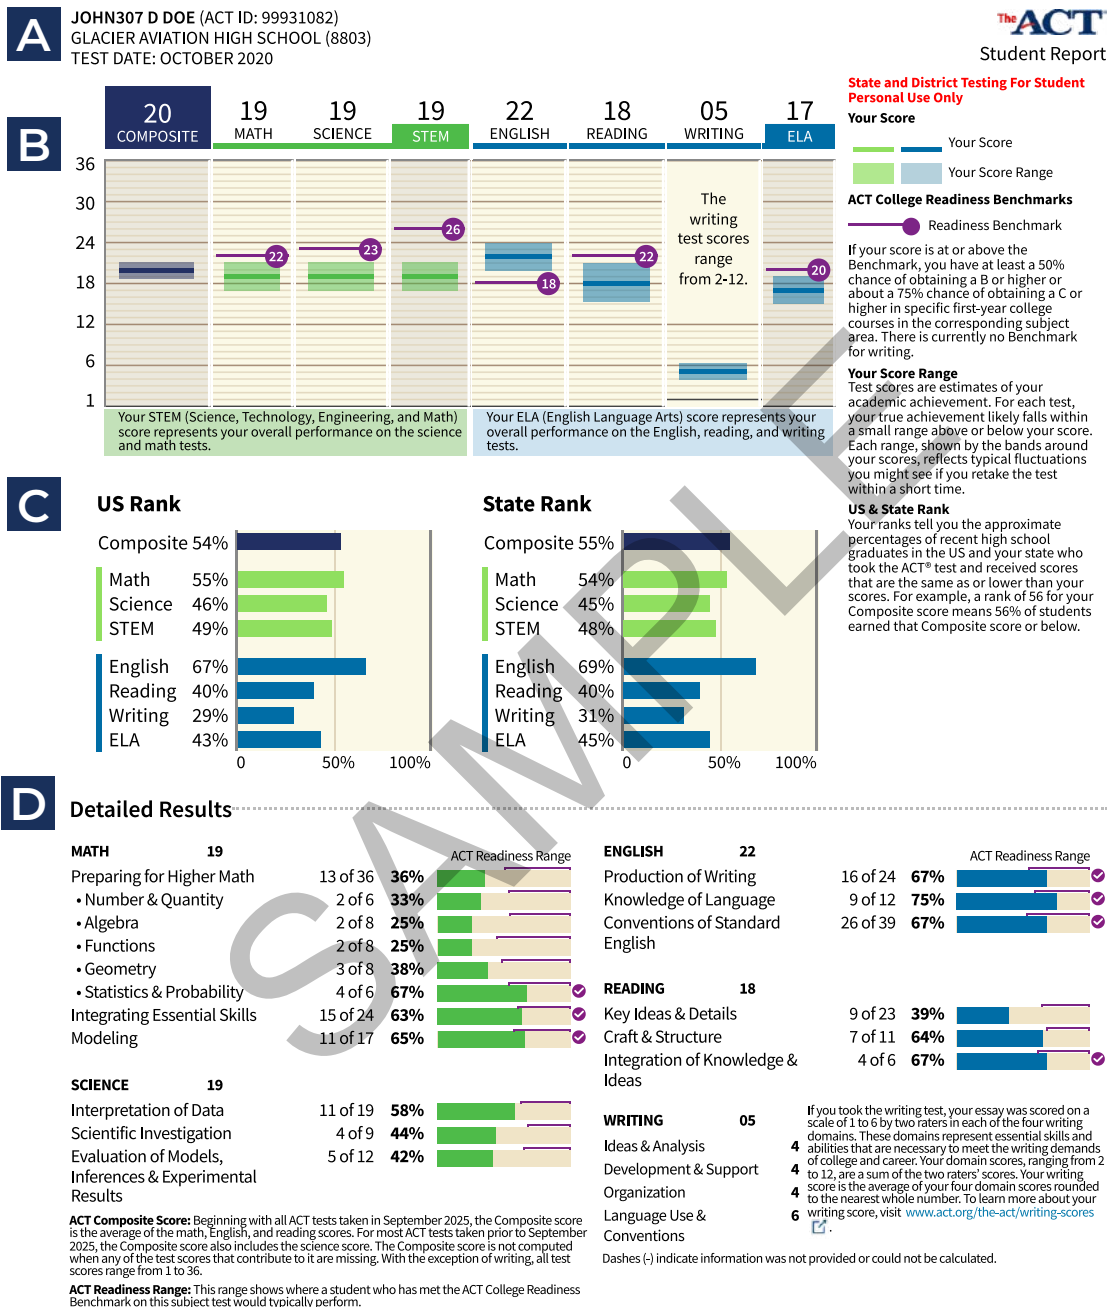 A
JOHN307 D DOE (ACT ID: 99931082)
GLACIER AVIATION HIGH SCHOOL (8803)
TEST DATE: OCTOBER 2020
The ACT
Student Report
State and District Testing For Student
Personal Use Only
B
20 19 19 19 22 18 05 17
COMPOSITE MATH SCIENCE STEM ENGLISH READING WRITING ELA
36
30
24
18
12
6
1
22
23
26
18
22
20
The
writing
test scores
range
from 2-12.
Your STEM (Science, Technology, Engineering, and Math)
score represents your overall performance on the science
and math tests.
Your ELA (English Language Arts) score represents your
overall performance on the English, reading, and writing
tests.
Your Score
Your Score
Your Score Range
ACT College Readiness Benchmarks
Readiness Benchmark
If your score is at or above the
Benchmark, you have at least a 50%
chance of obtaining a B or higher or
about a 75% chance of obtaining a C or
higher in specific first-year college
courses in the corresponding subject
area. There is currently no Benchmark
for writing.
Your Score Range
Test scores are estimates of your
academic achievement. For each test,
your true achievement likely falls within
a small range above or below your score.
Each range, shown by the bands around
your scores, reflects typical fluctuations
you might see if you retake the test
within a short time.
US & State Rank
Your ranks tell you the approximate
percentages of recent high school
graduates in the US and your state who
took the ACT® test and received scores
that are the same as or lower than your
scores. For example, a rank of 56 for your
Composite score means 56% of students
earned that Composite score or below.
C
US Rank
Composite 54%
Math 55%
Science 46%
STEM 49%
English 67%
Reading 40%
Writing 29%
ELA 43%
0 50% 100%
State Rank
Composite 55%
Math 54%
Science 45%
STEM 48%
English 69%
Reading 40%
Writing 31%
ELA 45%
0 50% 100%
SAMPLE
D
Detailed Results
MATH 19
ACT Readiness Range
Preparing for Higher Math 13 of 36 36%
• Number & Quantity 2 of 6 33%
• Algebra 2 of 8 25%
• Functions 2 of 8 25%
• Geometry 3 of 8 38%
• Statistics & Probability 4 of 6 67%
Integrating Essential Skills 15 of 24 63%
Modeling 11 of 17 65%
SCIENCE 19
Interpretation of Data 11 of 19 58%
Scientific Investigation 4 of 9 44%
Evaluation of Models, 5 of 12 42%
Inferences & Experimental
Results
ACT Composite Score: Beginning with all ACT tests taken in September 2025, the Composite score
is the average of the math, English, and reading scores. For most ACT tests taken prior to September
2025, the Composite score also includes the science score. The Composite score is not computed
when any of the test scores that contribute to it are missing. With the exception of writing, all test
scores range from 1 to 36.
ACT Readiness Range: This range shows where a student who has met the ACT College Readiness
Benchmark on this subject test would typically perform.
ENGLISH 22
ACT Readiness Range
Production of Writing 16 of 24 67%
Knowledge of Language 9 of 12 75%
Conventions of Standard 26 of 39 67%
English
READING 18
Key Ideas & Details 9 of 23 39%
Craft & Structure 7 of 11 64%
Integration of Knowledge & 4 of 6 67%
Ideas
WRITING 05
Ideas & Analysis 4
Development & Support 4
Organization 4
Language Use & 6
Conventions
If you took the writing test, your essay was scored on a
scale of 1 to 6 by two raters in each of the four writing
domains. These domains represent essential skills and
abilities that are necessary to meet the writing demands
of college and career. Your domain scores, ranging from 2
to 12, are a sum of the two raters' scores. Your writing
score is the average of your four domain scores rounded
to the nearest whole number. To learn more about your
writing score, visit www.act.org/the-act/writing-scores
.
Dashes (-) indicate information was not provided or could not be calculated.